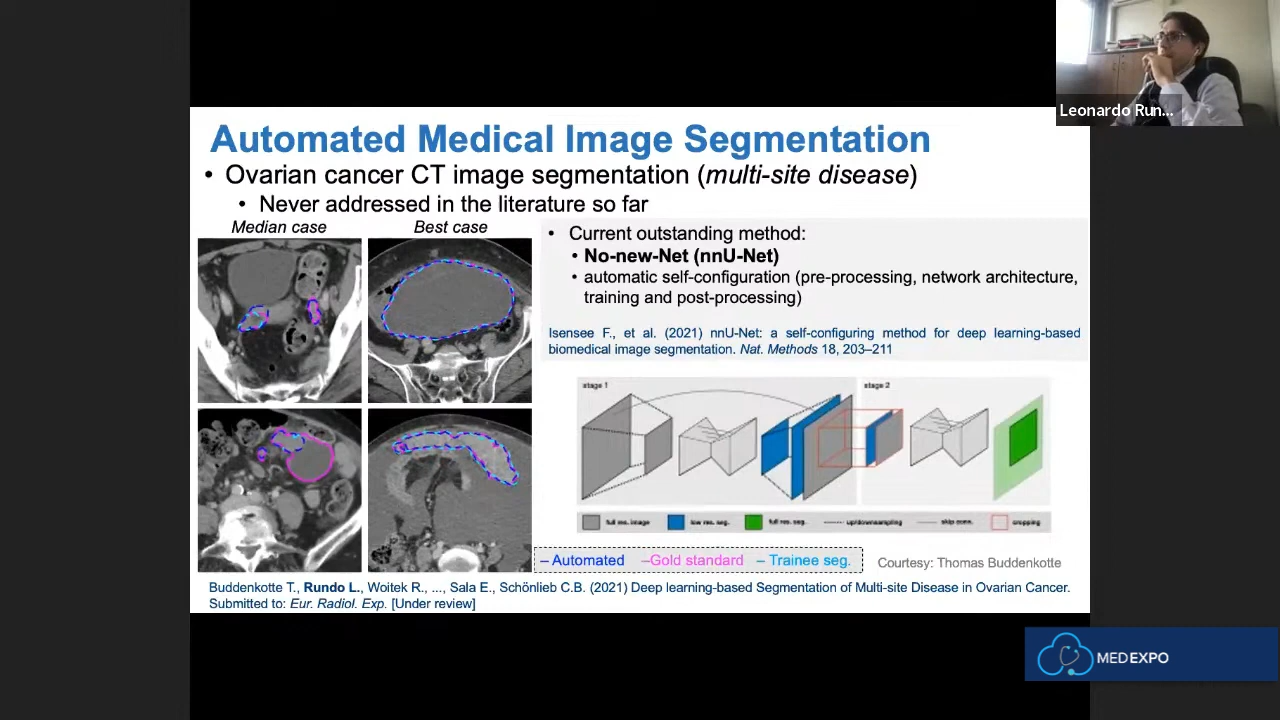 Leonardo Run...
Automated Medical Image Segmentation
• Ovarian cancer CT image segmentation (multi-site disease)
• Never addressed in the literature so far
Median case
Best case
• Current outstanding method:
• No-new-Net (nnU-Net)
• automatic self-configuration (pre-processing, network architecture,
training and post-processing)
Isensee F., et al. (2021) nnU-Net: a self-configuring method for deep learning-based
biomedical image segmentation. Nat. Methods 18, 203–211
stage 1
stage 2
full res. image
low res. seg.
full res. seg.
up/downsampling
skip conn.
cropping
– Automated –Gold standard – Trainee seg.
Courtesy: Thomas Buddenkotte
Buddenkotte T., Rundo L., Woitek R., ..., Sala E., Schönlieb C.B. (2021) Deep learning-based Segmentation of Multi-site Disease in Ovarian Cancer.
Submitted to: Eur. Radiol. Exp. [Under review]
MEDEXPO